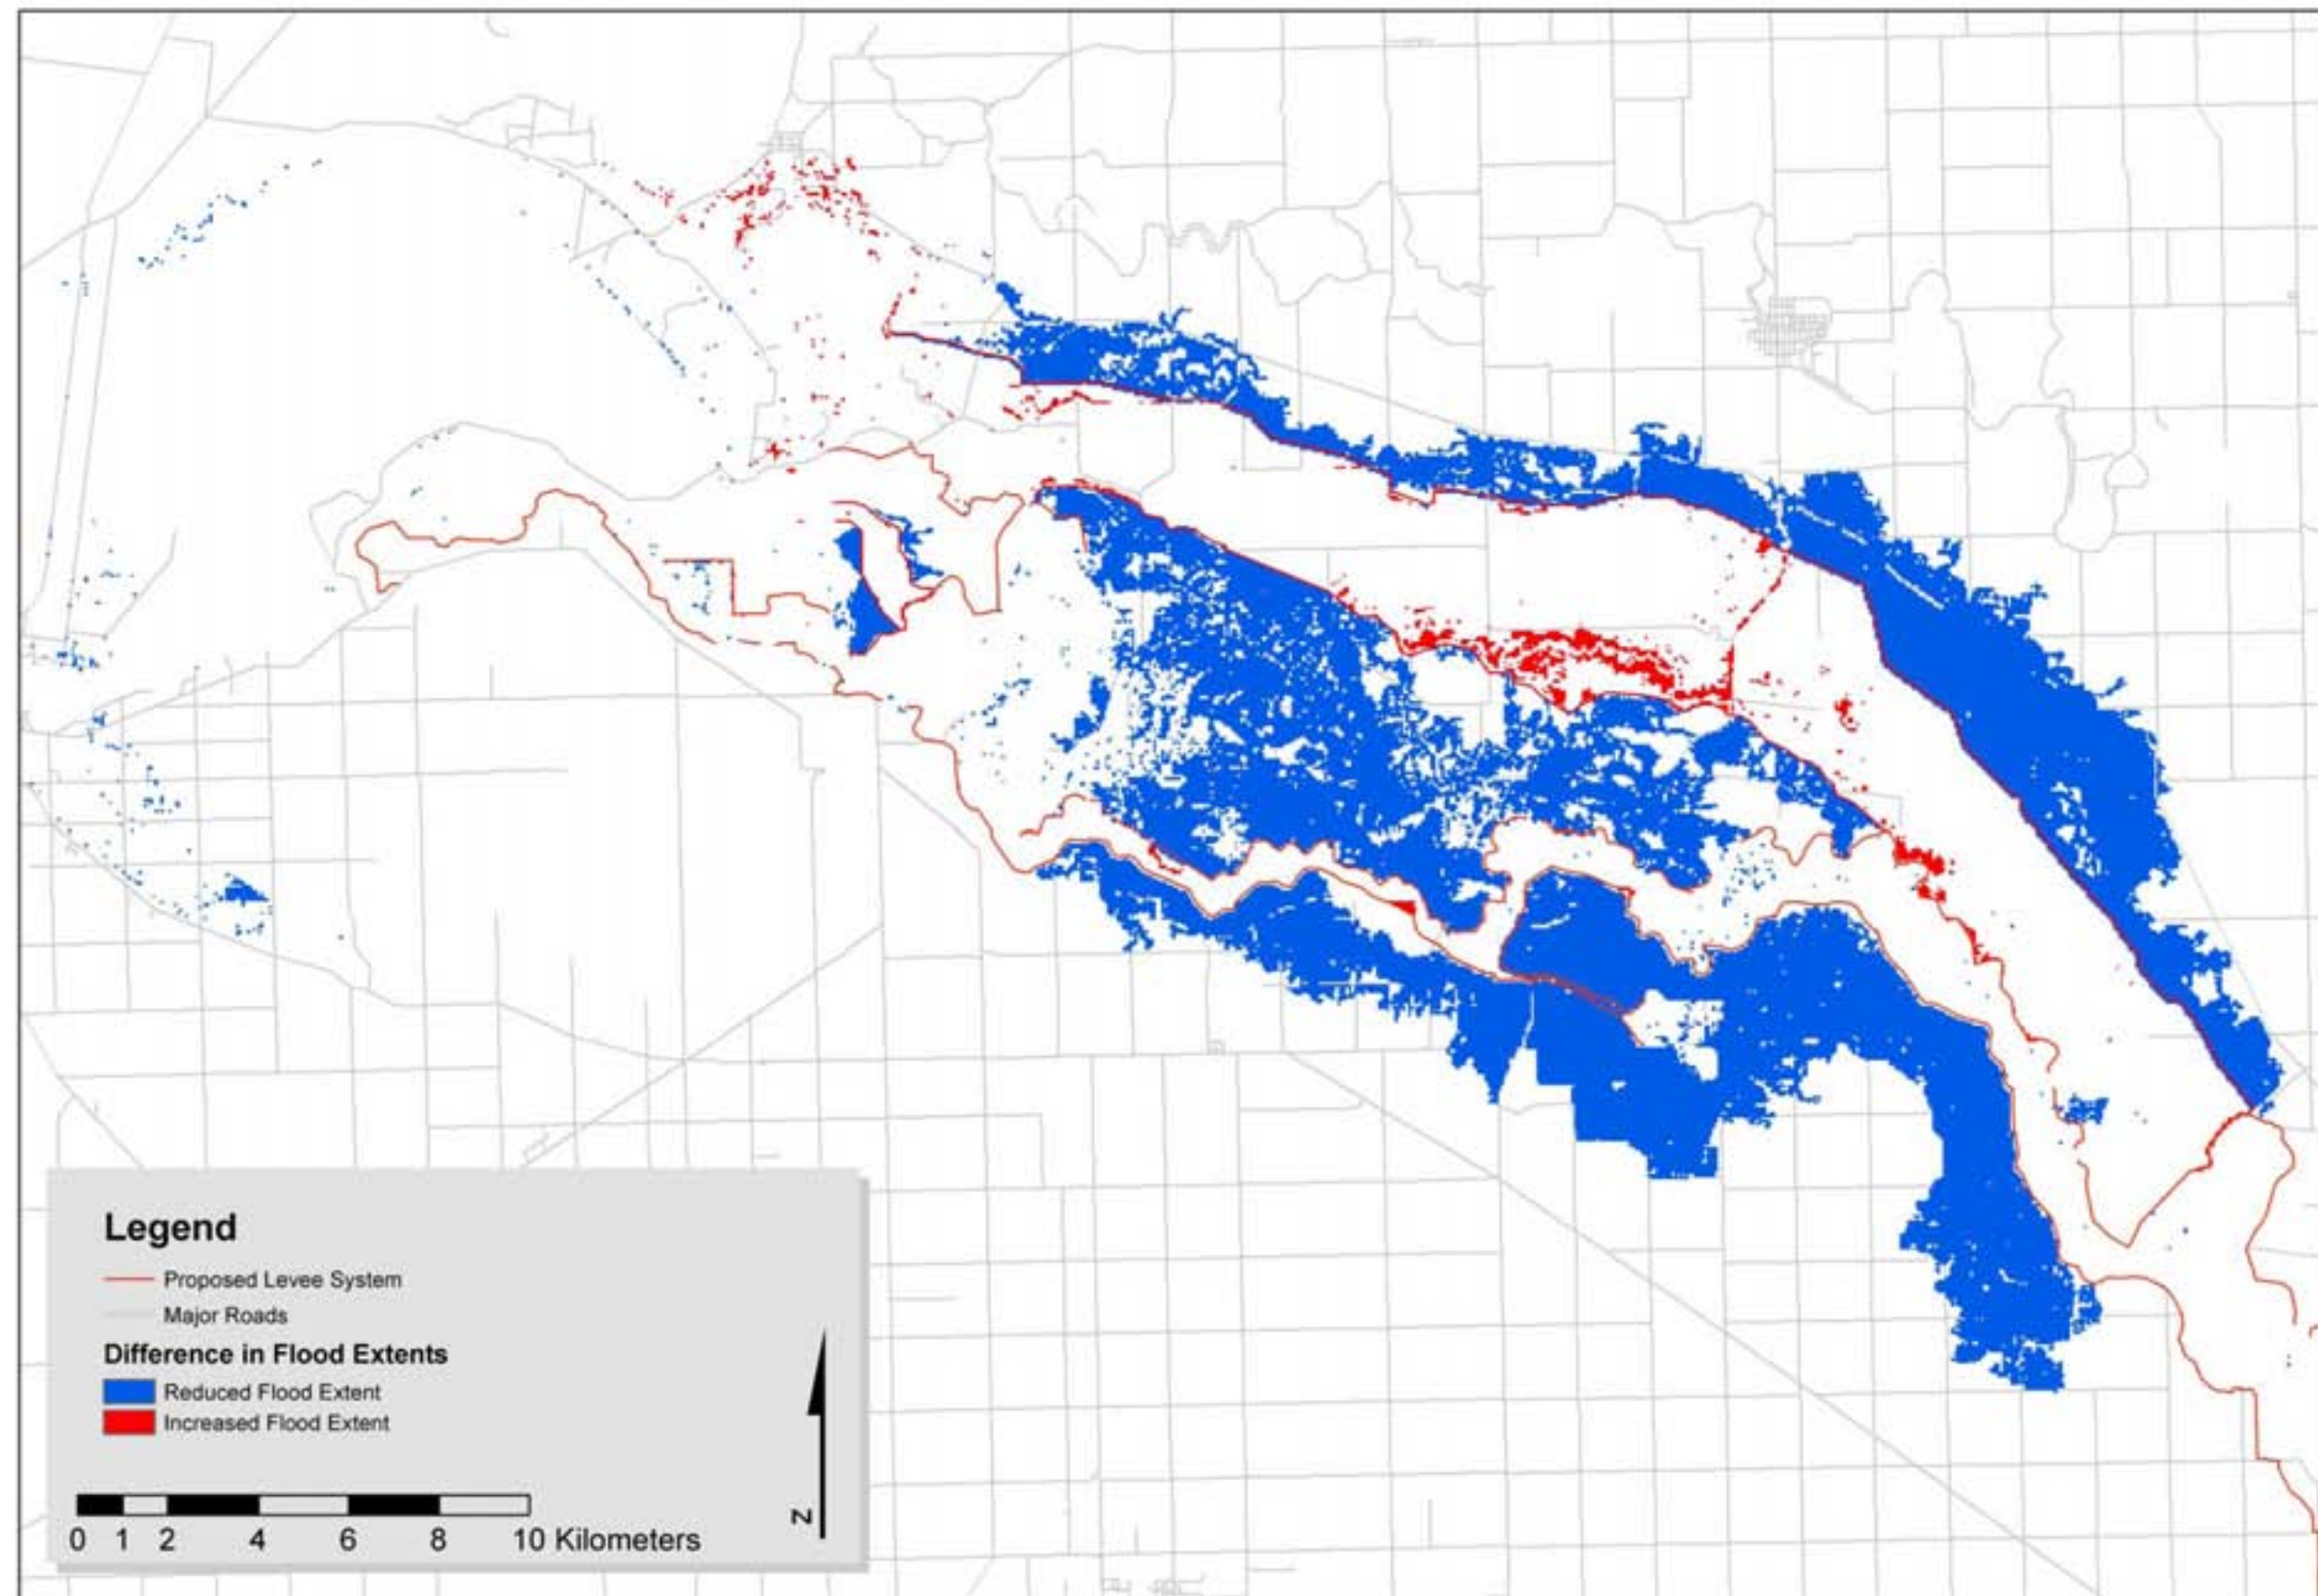 Legend
Proposed Levee System
Major Roads
Difference in Flood Extents
Reduced Flood Extent
Increased Flood Extent
0 1 2 4 6 8 10 Kilometers
N